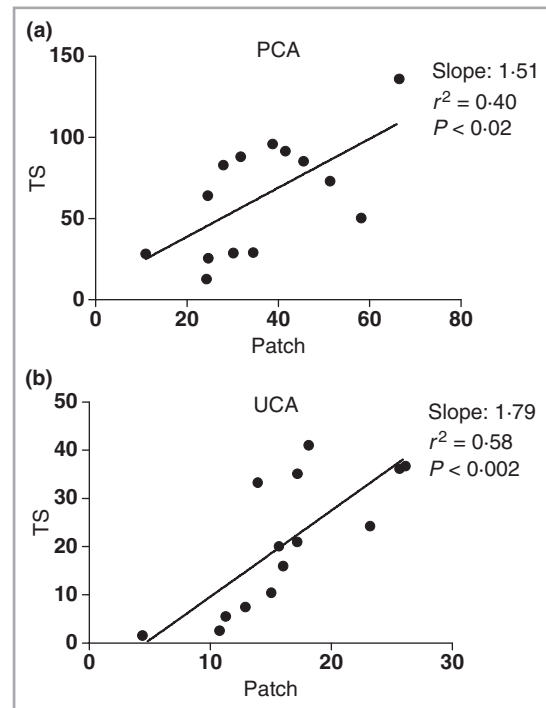 (a)
PCA
150
100
50
0
TS
0 20 40 60 80
Patch
Slope: 1·51
r² = 0·40
P < 0·02
(b)
UCA
50
40
30
20
10
0
TS
0 10 20 30
Patch
Slope: 1·79
r² = 0·58
P < 0·002